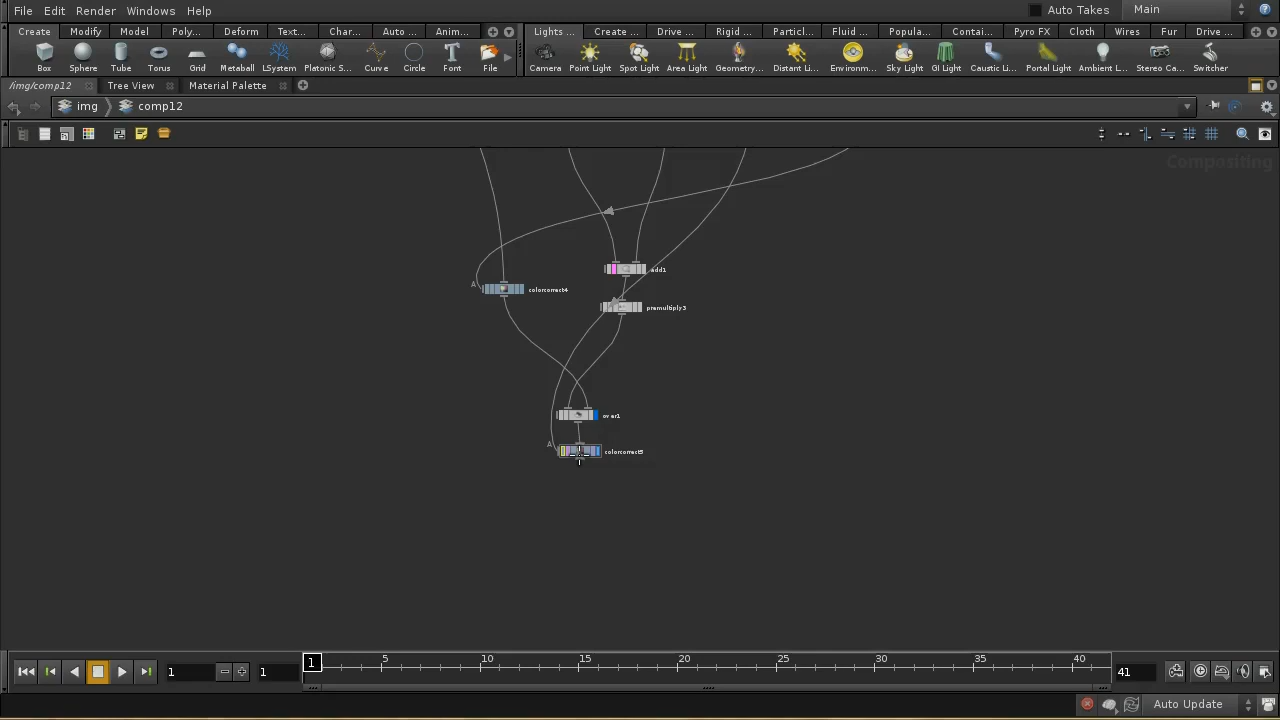 File Edit Render Windows Help Auto Takes Main
Create Modify Model Poly... Deform Text... Char... Auto ... Anim... Lights ... Create ... Drive ... Rigid ... Particl... Fluid ... Popula... Contai... Pyro FX Cloth Wires Fur Drive ...
Box Sphere Tube Torus Grid Metaball LSystem Platonic S... Curve Circle Font File Camera Point Light Spot Light Area Light Geometry... Distant Li... Environm... Sky Light GI Light Caustic Li... Portal Light Ambient L... Stereo Ca... Switcher
/img/comp12 Tree View Material Palette
img comp12
Compositing
add1
A colorcorrect4
premultiply3
over1
A
colorcorrect5
1 1 1 5 10 15 20 25 30 35 40 41
Auto Update